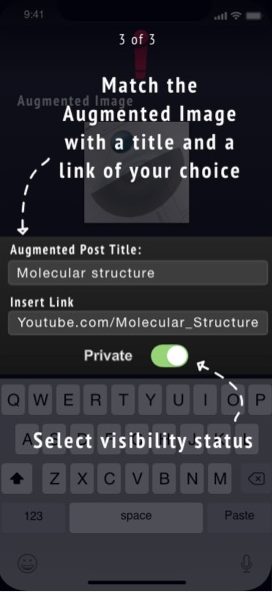 9:41
3 of 3
Augmented Image
Match the
Augmented Image
with a title and a
link of your choice
Augmented Post Title:
Molecular structure
Insert Link
Youtube.com/Molecular_Structure
Private
Q W E R T Y U I O P
Select visibility status
Z X C V B N M
123 space Paste